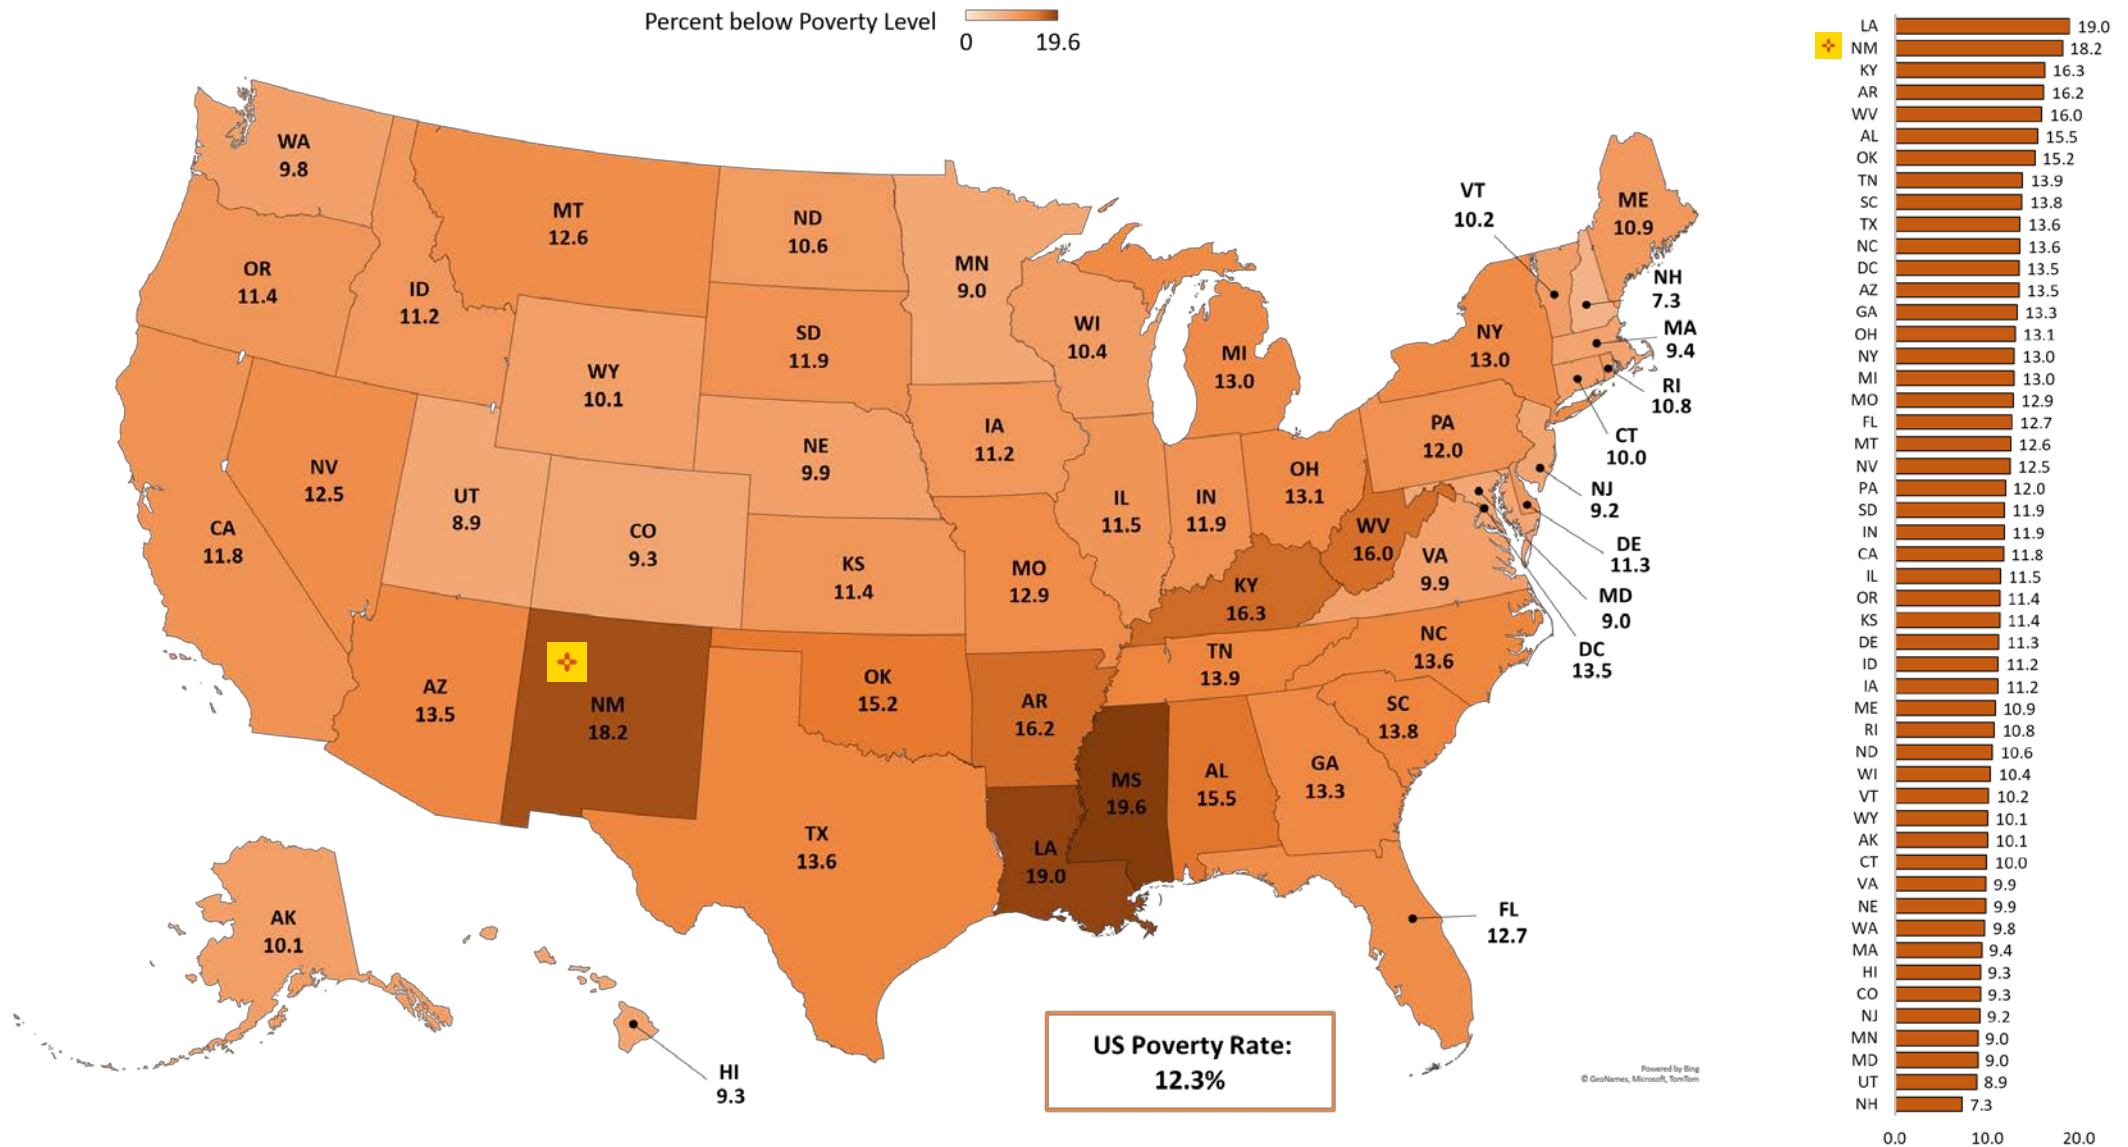 Percent below Poverty Level
0 19.6
WA
9.8
MT
12.6
ND
10.6
MN
9.0
VT
10.2
ME
10.9
OR
11.4
ID
11.2
NH
7.3
WI
10.4
SD
11.9
MI
13.0
NY
13.0
MA
9.4
WY
10.1
RI
10.8
IA
11.2
PA
12.0
CT
10.0
NE
9.9
NV
12.5
UT
8.9
IL
11.5
IN
11.9
OH
13.1
NJ
9.2
CA
11.8
CO
9.3
WV
16.0
DE
11.3
KS
11.4
MO
12.9
VA
9.9
KY
16.3
MD
9.0
NC
13.6
DC
13.5
TN
13.9
AZ
13.5
NM
18.2
OK
15.2
AR
16.2
SC
13.8
MS
19.6
AL
15.5
GA
13.3
TX
13.6
LA
19.0
AK
10.1
FL
12.7
HI
9.3
US Poverty Rate:
12.3%
Powered by Bing
© GeoNames, Microsoft, TomTom
LA 19.0
NM 18.2
KY 16.3
AR 16.2
WV 16.0
AL 15.5
OK 15.2
TN 13.9
SC 13.8
TX 13.6
NC 13.6
DC 13.5
AZ 13.5
GA 13.3
OH 13.1
NY 13.0
MI 13.0
MO 12.9
FL 12.7
MT 12.6
NV 12.5
PA 12.0
SD 11.9
IN 11.9
CA 11.8
IL 11.5
OR 11.4
KS 11.4
DE 11.3
ID 11.2
IA 11.2
ME 10.9
RI 10.8
ND 10.6
WI 10.4
VT 10.2
WY 10.1
AK 10.1
CT 10.0
VA 9.9
NE 9.9
WA 9.8
MA 9.4
HI 9.3
CO 9.3
NJ 9.2
MN 9.0
MD 9.0
UT 8.9
NH 7.3
0.0 10.0 20.0